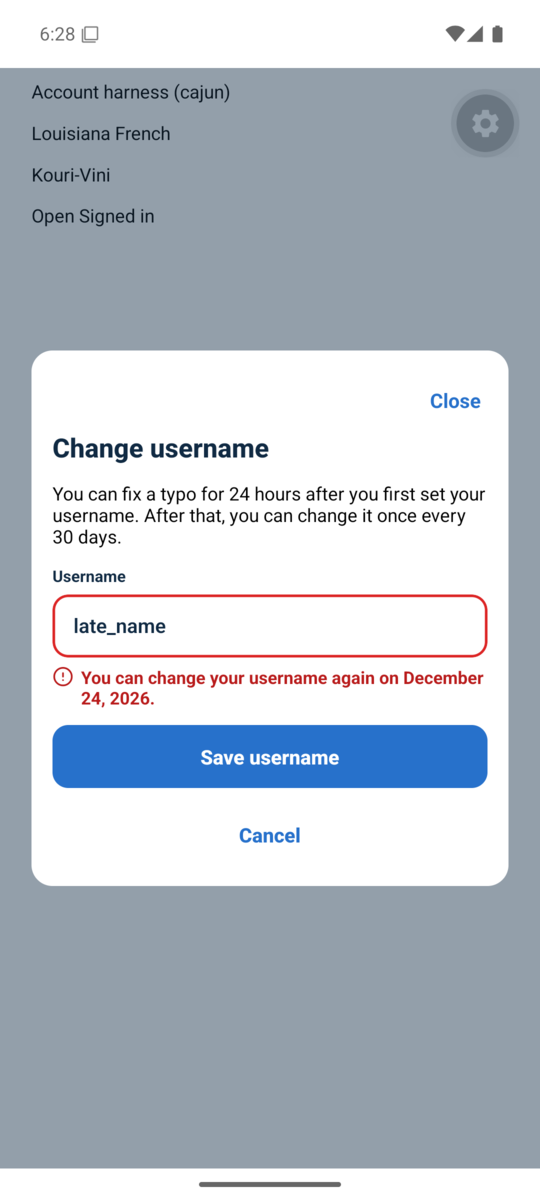 6:28
Account harness (cajun)
Louisiana French
Kouri-Vini
Open Signed in
Close
Change username
You can fix a typo for 24 hours after you first set your
username. After that, you can change it once every
30 days.
Username
late_name
You can change your username again on December
24, 2026.
Save username
Cancel